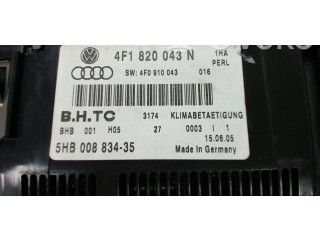 4F1 820 043 N
1HA
PERL
SW: 4F0 910 043 016
B.H.TC 3174 KLIMABETAETIGUNG
BHB 001 H05 27 0003 I 1
15.06.05
5HB 008 834-35 Made in Germany